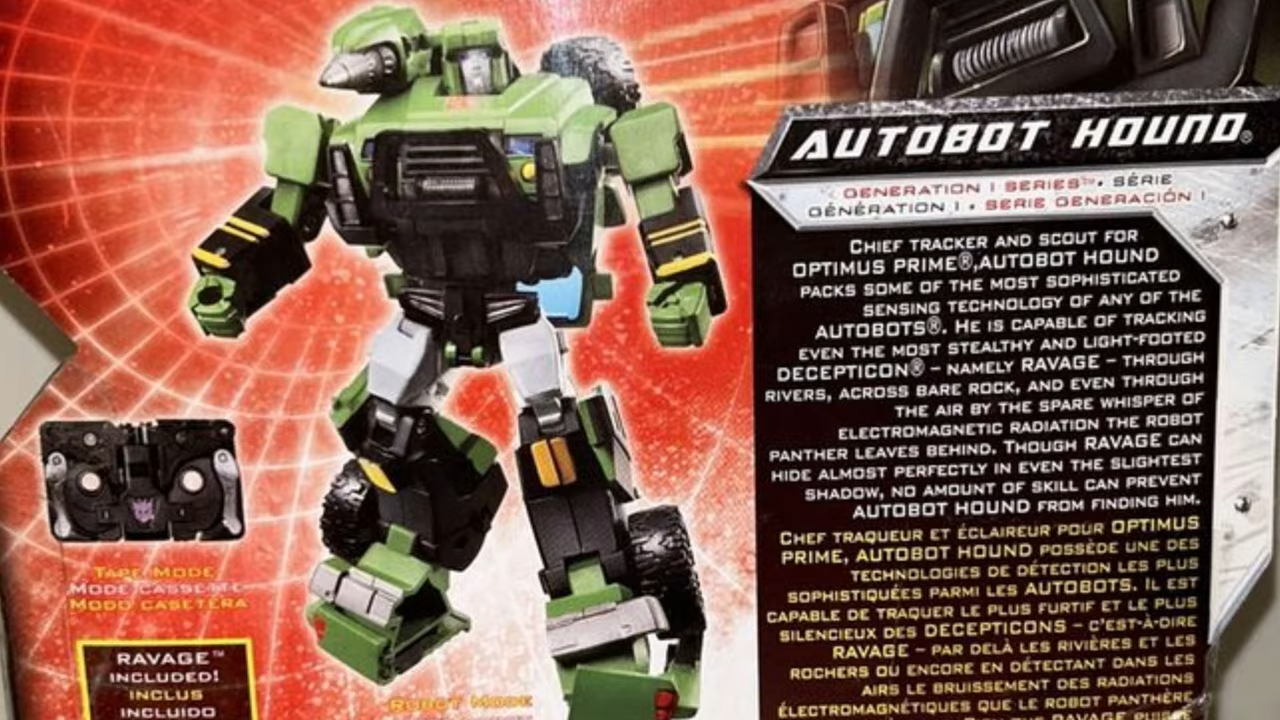 AUTOBOT HOUND®
GENERATION 1 SERIES™ • SÉRIE
GÉNÉRATION 1 • SERIE GENERACIÓN 1
CHIEF TRACKER AND SCOUT FOR
OPTIMUS PRIME®,AUTOBOT HOUND
PACKS SOME OF THE MOST SOPHISTICATED
SENSING TECHNOLOGY OF ANY OF THE
AUTOBOTS®. HE IS CAPABLE OF TRACKING
EVEN THE MOST STEALTHY AND LIGHT-FOOTED
DECEPTICON® – NAMELY RAVAGE – THROUGH
RIVERS, ACROSS BARE ROCK, AND EVEN THROUGH
THE AIR BY THE SPARE WHISPER OF
ELECTROMAGNETIC RADIATION THE ROBOT
PANTHER LEAVES BEHIND. THOUGH RAVAGE CAN
HIDE ALMOST PERFECTLY IN EVEN THE SLIGHTEST
SHADOW, NO AMOUNT OF SKILL CAN PREVENT
AUTOBOT HOUND FROM FINDING HIM.
CHEF TRAQUEUR ET ÉCLAIREUR POUR OPTIMUS
PRIME, AUTOBOT HOUND POSSÈDE UNE DES
TECHNOLOGIES DE DÉTECTION LES PLUS
SOPHISTIQUÉES PARMI LES AUTOBOTS. IL EST
CAPABLE DE TRAQUER LE PLUS FURTIF ET LE PLUS
SILENCIEUX DES DECEPTICONS – C'EST-À-DIRE
RAVAGE – PAR DELÀ LES RIVIÈRES ET LES
ROCHERS OU ENCORE EN DÉTECTANT DANS LES
AIRS LE BRUISSEMENT DES RADIATIONS
ÉLECTROMAGNÉTIQUES QUE LE ROBOT PANTHÈRE
RAVAGE
TAPE MODE
MODE CASSETTE
MODO CASETERA
RAVAGE™
INCLUDED!
INCLUS
INCLUIDO
ROBOT MODE